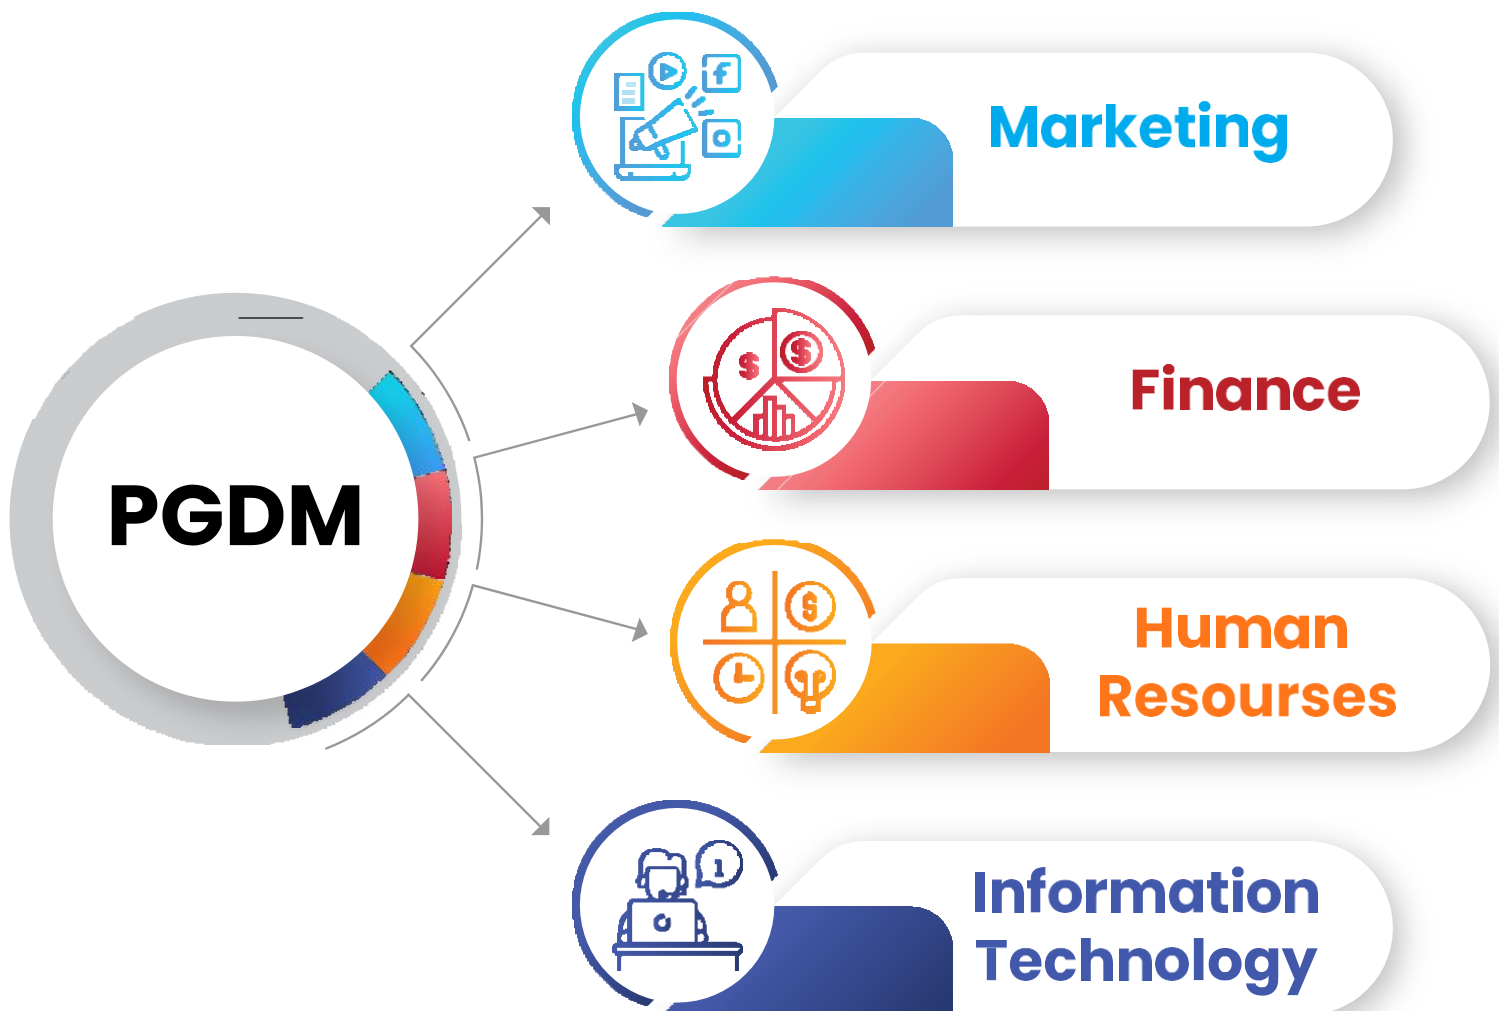 Marketing
Finance
PGDM
Human
Resourses
Information
Technology